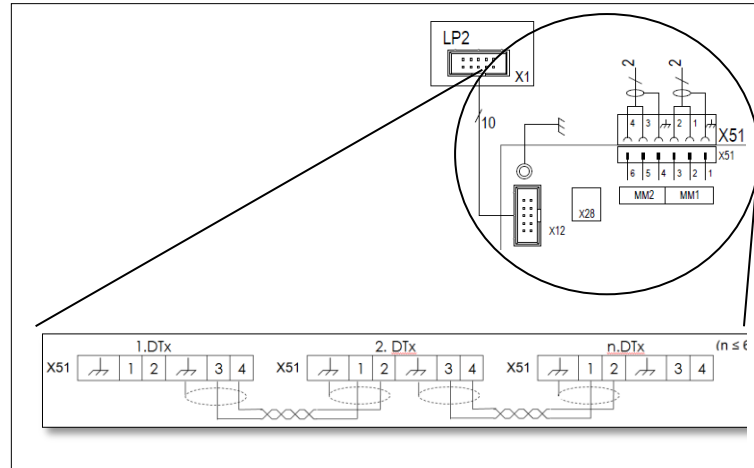 LP2
X1
10
2 2
4 3 2 1
X51
X51
6 5 4 3 2 1
MM2 MM1
X28
X12
1.DTx 2. DTx n.DTx (n ≤ 6
X51 1 2 3 4 X51 1 2 3 4 X51 1 2 3 4